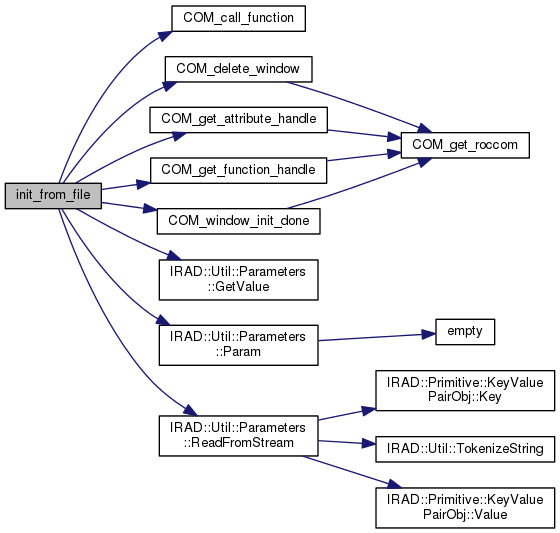 COM_call_function
COM_delete_window
COM_get_attribute_handle
COM_get_roccom
COM_get_function_handle
init_from_file
COM_window_init_done
IRAD::Util::Parameters
::GetValue
IRAD::Util::Parameters
::Param
empty
IRAD::Primitive::KeyValue
PairObj::Key
IRAD::Util::Parameters
::ReadFromStream
IRAD::Util::TokenizeString
IRAD::Primitive::KeyValue
PairObj::Value